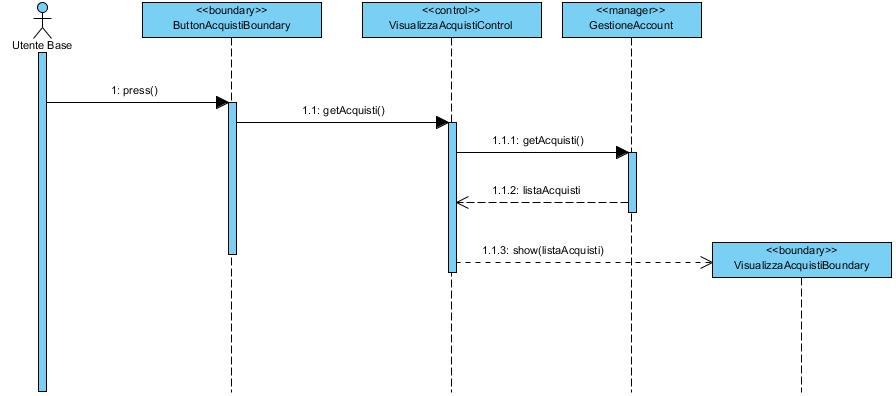 <<boundary>>
ButtonAcquistiBoundary
<<control>>
VisualizzaAcquistiControl
<<manager>>
GestioneAccount
Utente Base
1: press()
1.1: getAcquisti()
1.1.1: getAcquisti()
1.1.2: listaAcquisti
1.1.3: show(listaAcquisti)
<<boundary>>
VisualizzaAcquistiBoundary